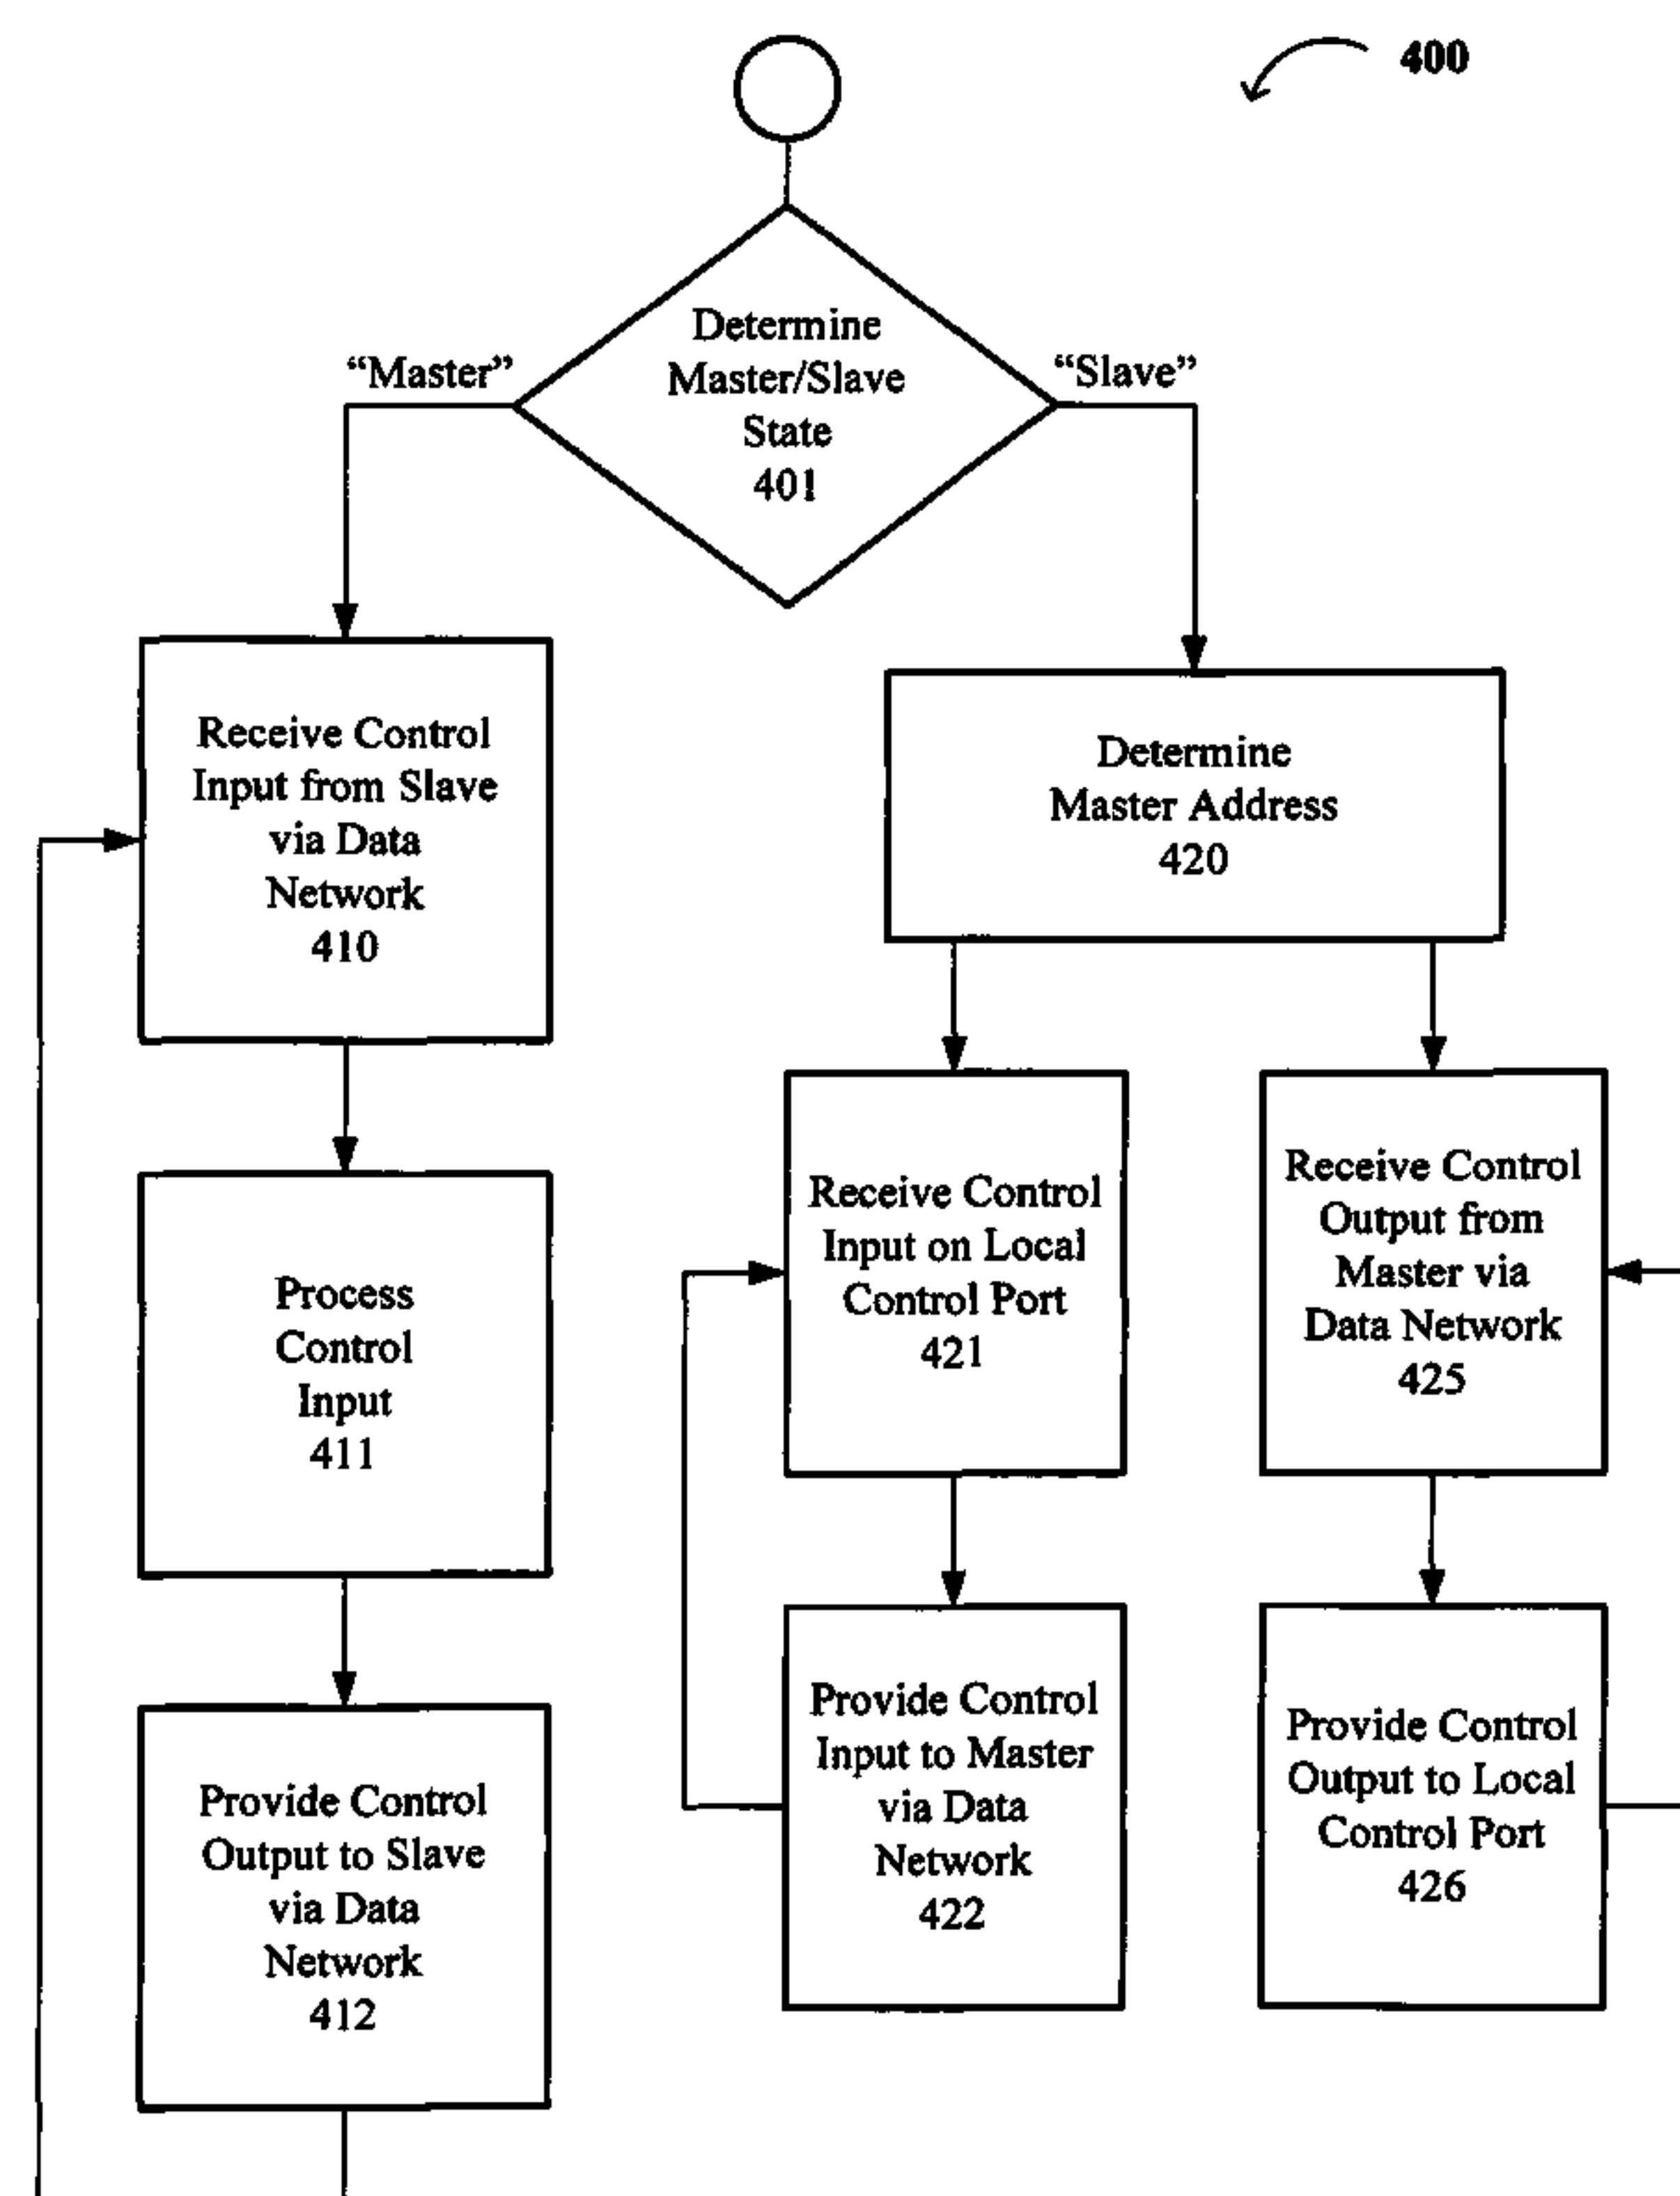 400
Determine
Master/Slave
State
401
“Master”
“Slave”
Receive Control
Input from Slave
via Data
Network
410
Process
Control
Input
411
Provide Control
Output to Slave
via Data
Network
412
Determine
Master Address
420
Receive Control
Input on Local
Control Port
421
Provide Control
Input to Master
via Data
Network
422
Receive Control
Output from
Master via
Data Network
425
Provide Control
Output to Local
Control Port
426